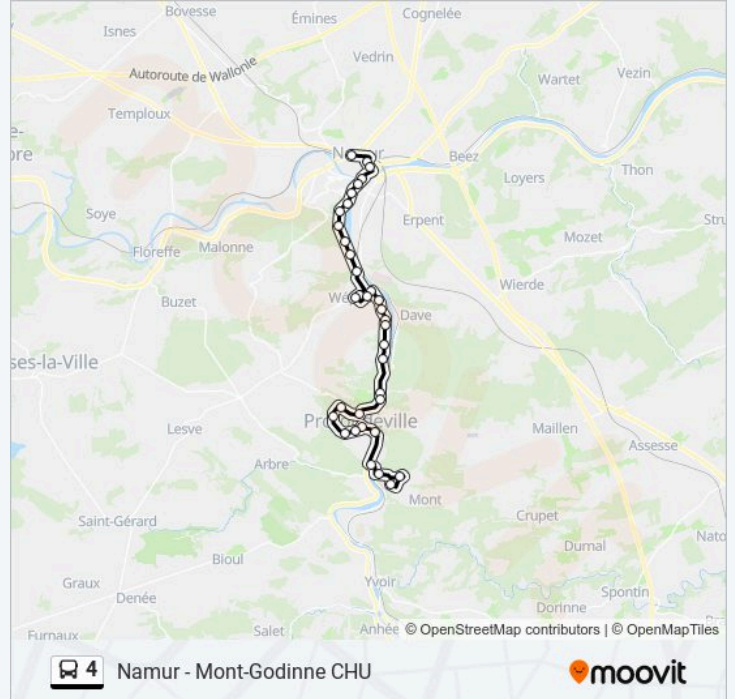 Bovesse
Émines
Cognelée
Isnes
Vedrin
Autoroute de Wallonie
Wartet
Vezin
Temploux
Beez
Loyers
Thon
Soye
Erpent
Floreffe
Malonne
Mozet
Buzet
Wierde
Dave
ses-la-Ville
Lesve
Maillen
Assesse
Arbre
Mont
Saint-Gérard
Crupet
Durnal
Bioul
Graux
Denée
Yvoir
Spontin
Dorinne
Furnaux
Salet
Anhée
© OpenStreetMap contributors | © OpenMapTiles
4 Namur - Mont-Godinne CHU
moovit